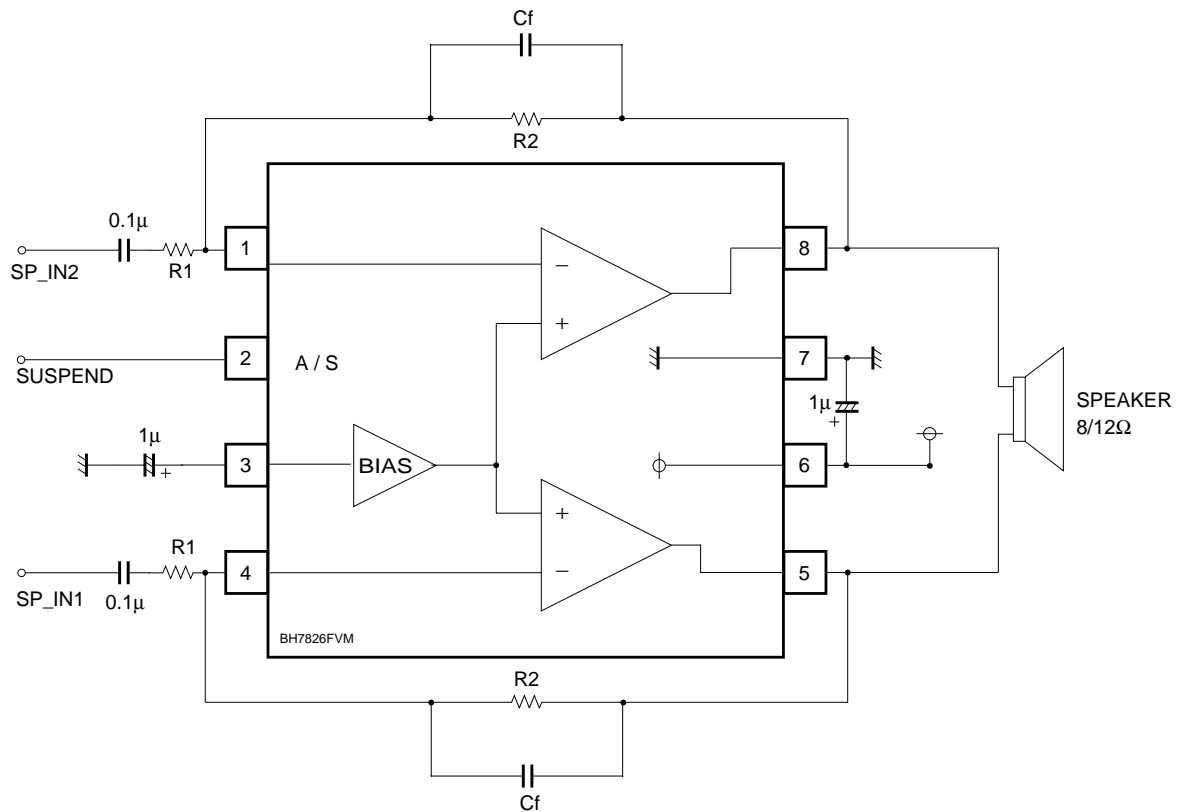 Cf
R2
0.1μ
R1
SP_IN2
1
8
−
+
2
A / S
SUSPEND
7
1μ
+
SPEAKER
8/12Ω
1μ
+
3
BIAS
6
R1
4
+
−
5
0.1μ
SP_IN1
BH7826FVM
R2
Cf